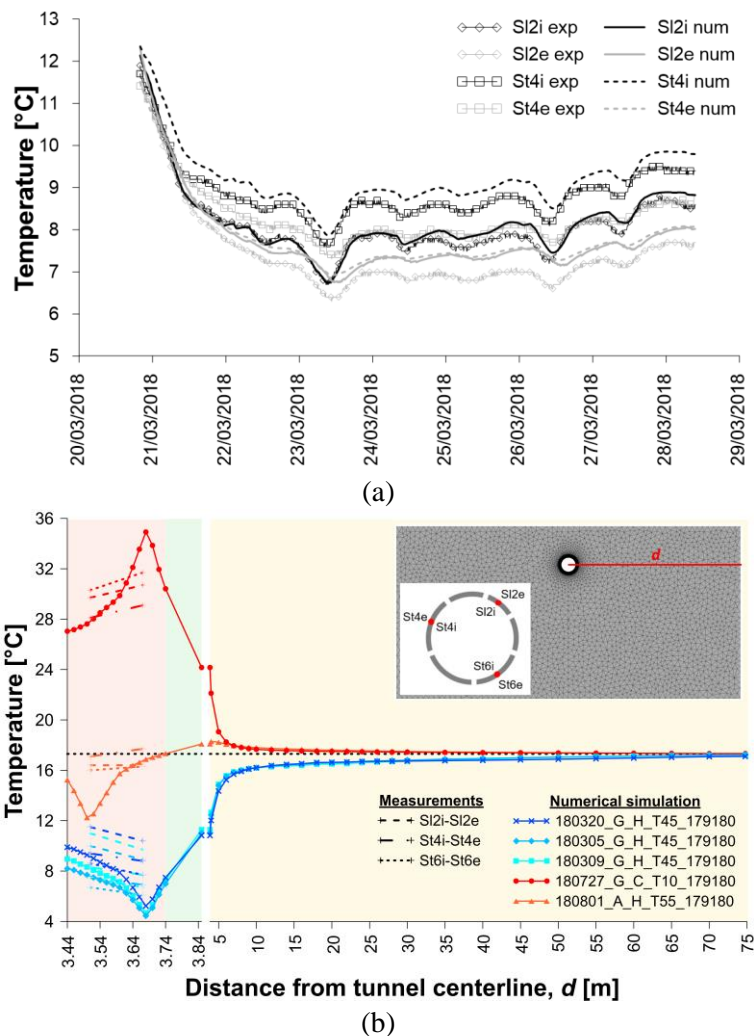 13
12
11
10
9
8
7
6
5
Temperature [°C]
Sl2i exp
Sl2i num
Sl2e exp
Sl2e num
St4i exp
St4i num
St4e exp
St4e num
20/03/2018
21/03/2018
22/03/2018
23/03/2018
24/03/2018
25/03/2018
26/03/2018
27/03/2018
28/03/2018
29/03/2018
(a)
36
32
28
24
20
16
12
8
4
Temperature [°C]
d
Sl2e
Sl2i
St4e
St4i
St6i
St6e
Measurements
Sl2i-Sl2e
St4i-St4e
St6i-St6e
Numerical simulation
180320_G_H_T45_179180
180305_G_H_T45_179180
180309_G_H_T45_179180
180727_G_C_T10_179180
180801_A_H_T55_179180
3.44
3.54
3.64
3.74
3.84
5
10
15
20
25
30
35
40
45
50
55
60
65
70
75
Distance from tunnel centerline, d [m]
(b)